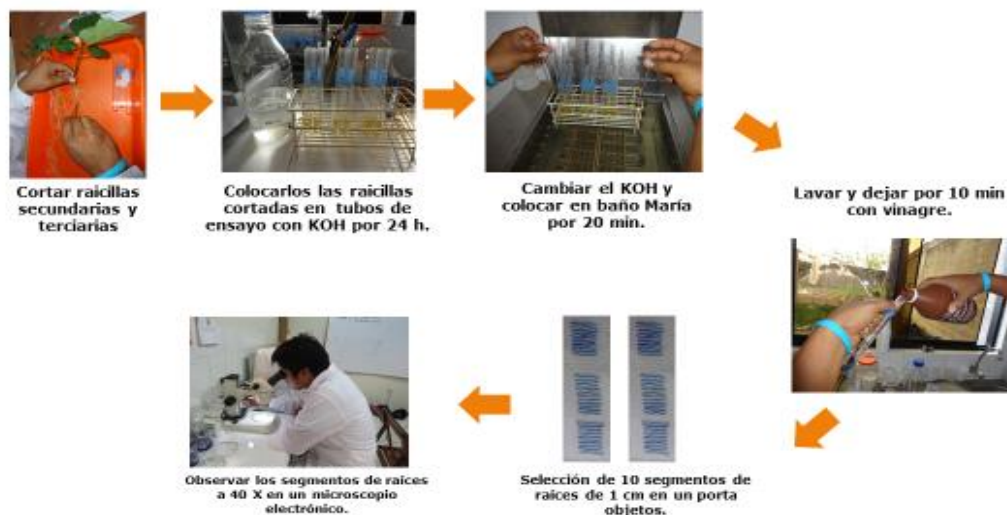 Cortar raicillas
secundarias y
terciarias
Colocarlos las raicillas
cortadas en tubos de
ensayo con KOH por 24 h.
Cambiar el KOH y
colocar en baño María
por 20 min.
Lavar y dejar por 10 min
con vinagre.
Selección de 10 segmentos de
raices de 1 cm en un porta
objetos.
Observar los segmentos de raíces
a 40 X en un microscopio
electrónico.